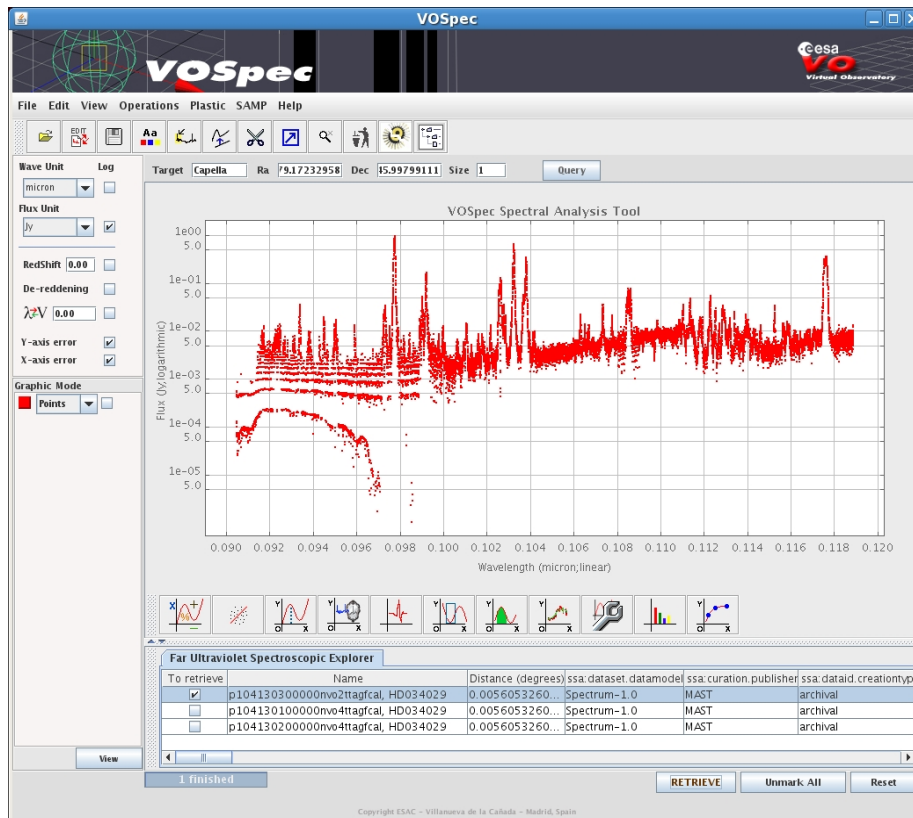 VOSpec
VOSpec
esa
VO
Virtual Observatory
File Edit View Operations Plastic SAMP Help
EDIT
Aa
Wave Unit Log
micron
Flux Unit
Jy
RedShift 0.00
De-reddening
λ⇄V 0.00
Y-axis error
X-axis error
Graphic Mode
Points
View
Target Capella Ra 79.17232958 Dec 45.99799111 Size 1 Query
VOSpec Spectral Analysis Tool
1e00
5.0
1e-01
5.0
1e-02
5.0
1e-03
5.0
1e-04
5.0
1e-05
5.0
Flux (Jy,logarithmic)
0.090 0.092 0.094 0.096 0.098 0.100 0.102 0.104 0.106 0.108 0.110 0.112 0.114 0.116 0.118 0.120
Wavelength (micron;linear)
Far Ultraviolet Spectroscopic Explorer
To retrieve Name Distance (degrees) ssa:dataset.datamodel ssa:curation.publisher ssa:dataid.creationtyp
p104130300000nvo2ttagfcal, HD034029 0.0056053260... Spectrum-1.0 MAST archival
p104130100000nvo4ttagfcal, HD034029 0.0056053260... Spectrum-1.0 MAST archival
p104130200000nvo4ttagfcal, HD034029 0.0056053260... Spectrum-1.0 MAST archival
1 finished
RETRIEVE Unmark All Reset
Copyright ESAC - Villanueva de la Cañada - Madrid, Spain